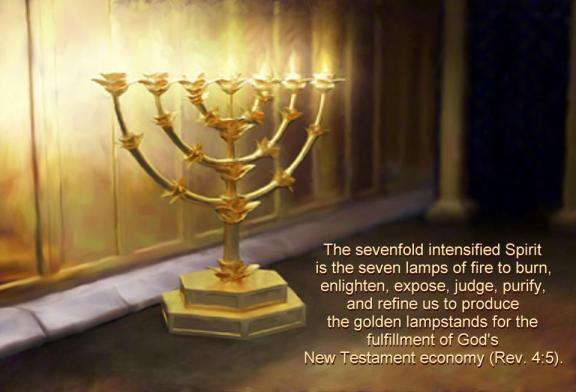 The sevenfold intensified Spirit
is the seven lamps of fire to burn,
enlighten, expose, judge, purify,
and refine us to produce
the golden lampstands for the
fulfillment of God's
New Testament economy (Rev. 4:5).